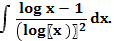 ∫ (log x − 1) / (log〖x 〗)² dx.